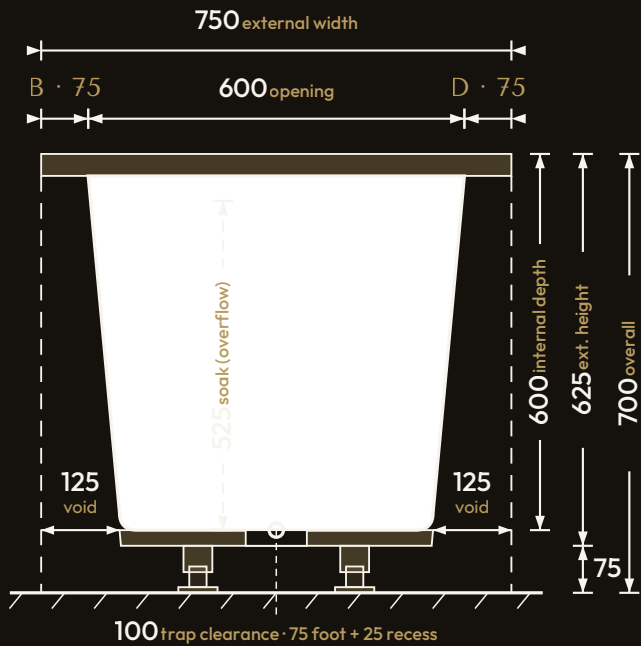 750 external width
B · 75
600 opening
D · 75
525 soak (overflow)
600 internal depth
625 ext. height
700 overall
125
void
125
void
75
100 trap clearance · 75 foot + 25 recess